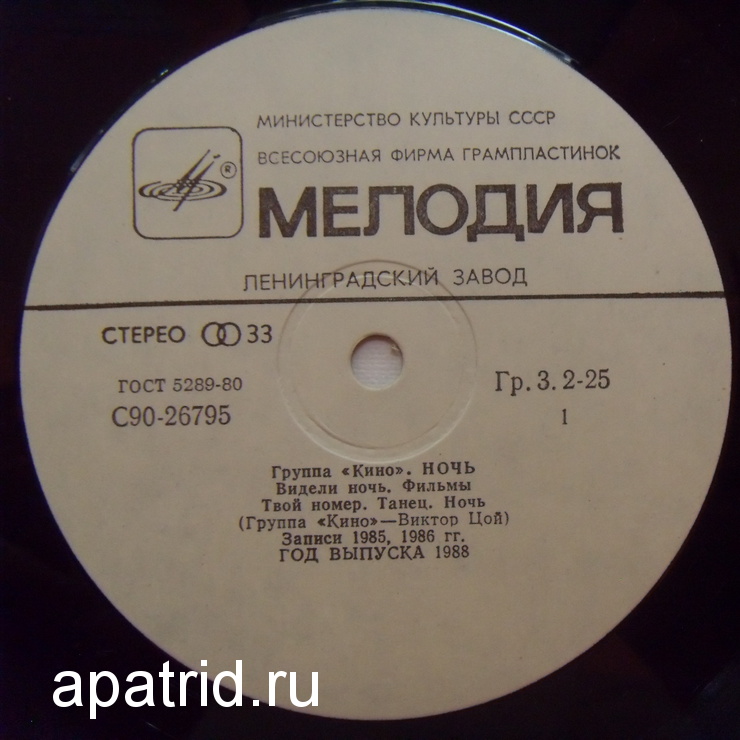 МИНИСТЕРСТВО КУЛЬТУРЫ СССР
ВСЕСОЮЗНАЯ ФИРМА ГРАМПЛАСТИНОК
®
МЕЛОДИЯ
ЛЕНИНГРАДСКИЙ ЗАВОД
СТЕРЕО 33
ГОСТ 5289-80
Гр. 3. 2-25
С90-26795
1
Группа «Кино». НОЧЬ
Видели ночь. Фильмы
Твой номер. Танец. Ночь
(Группа «Кино»—Виктор Цой)
Записи 1985, 1986 гг.
ГОД ВЫПУСКА 1988
apatrid.ru